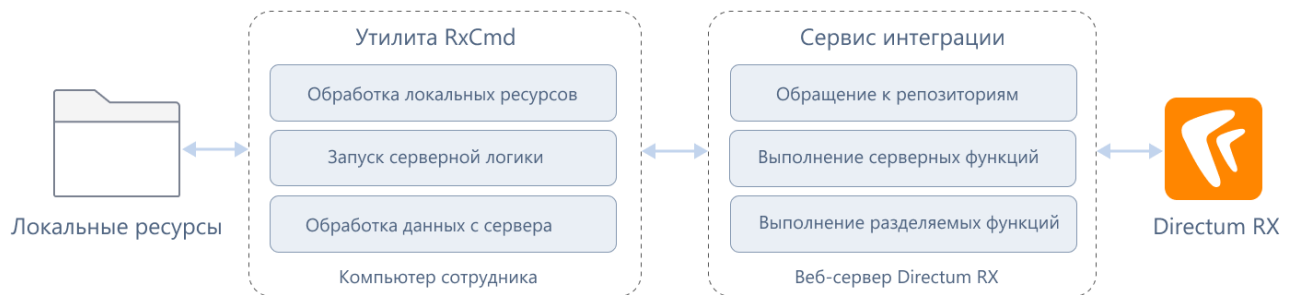 Утилита RxCmd
Сервис интеграции
Обработка локальных ресурсов
Обращение к репозиториям
Запуск серверной логики
Выполнение серверных функций
Обработка данных с сервера
Выполнение разделяемых функций
Локальные ресурсы
Directum RX
Компьютер сотрудника
Веб-сервер Directum RX